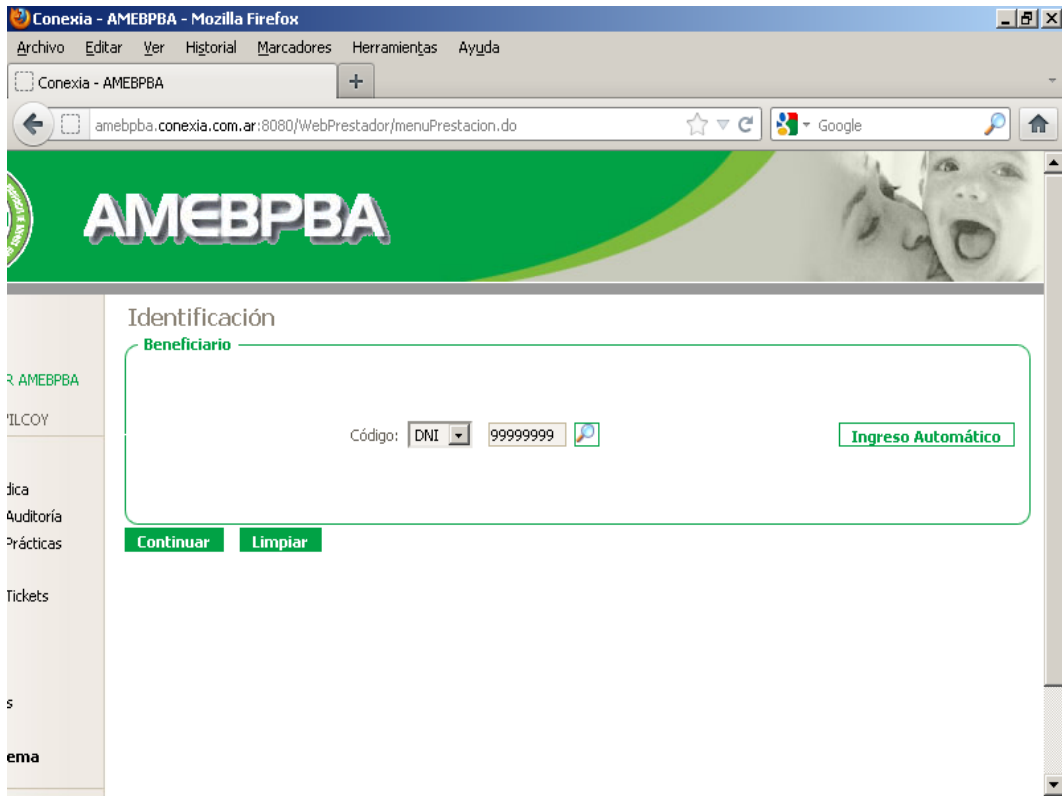 Conexia - AMEBPBA - Mozilla Firefox
Archivo Editar Ver Historial Marcadores Herramientas Ayuda
Conexia - AMEBPBA
amebpba.conexia.com.ar:8080/WebPrestador/menuPrestacion.do
Google
AMEBPBA
Identificación
Beneficiario
R AMEBPBA
ILCOY
Código: DNI 99999999
Ingreso Automático
dica
Auditoría
Prácticas
Continuar Limpiar
Tickets
s
ema